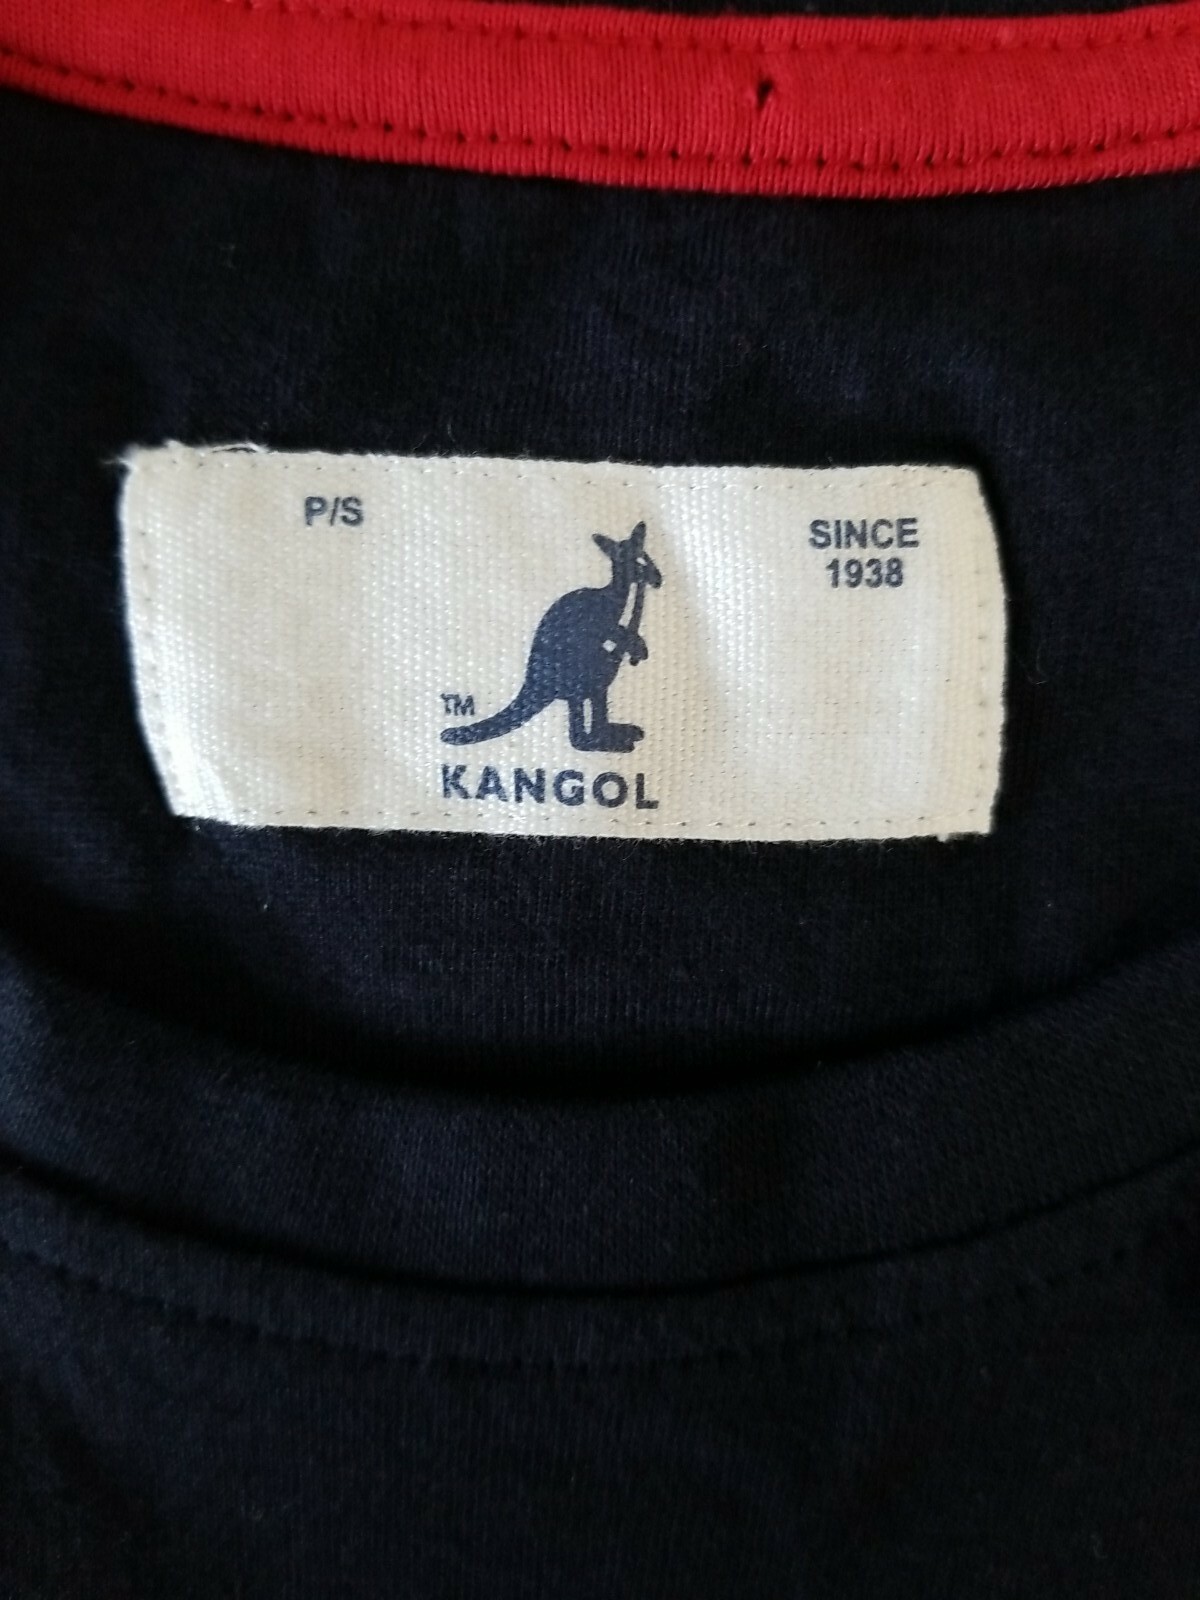 P/S
SINCE
1938
TM
KANGOL